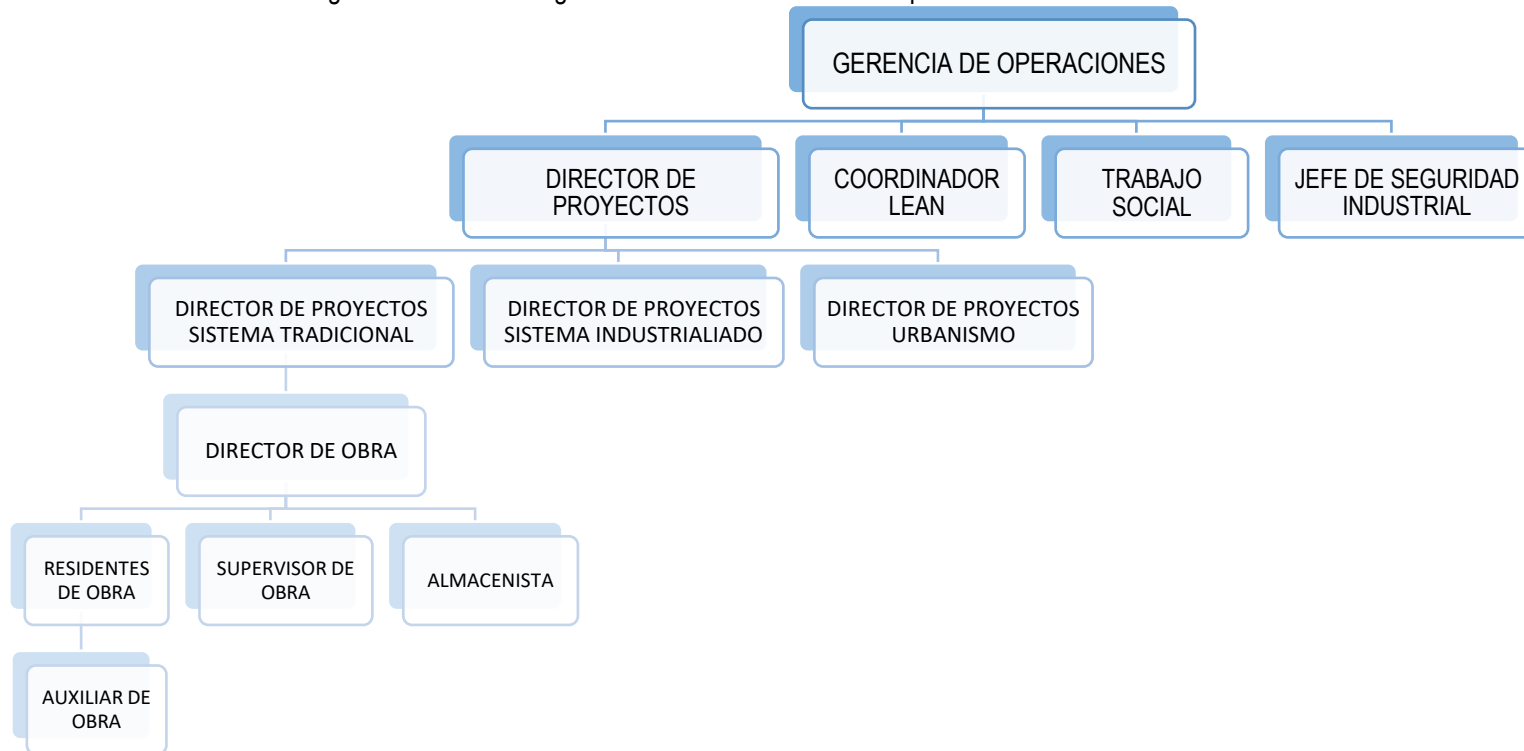 GERENCIA DE OPERACIONES
DIRECTOR DE
PROYECTOS
COORDINADOR
LEAN
TRABAJO
SOCIAL
JEFE DE SEGURIDAD
INDUSTRIAL
DIRECTOR DE PROYECTOS
SISTEMA TRADICIONAL
DIRECTOR DE PROYECTOS
SISTEMA INDUSTRIALIADO
DIRECTOR DE PROYECTOS
URBANISMO
DIRECTOR DE OBRA
RESIDENTES
DE OBRA
SUPERVISOR DE
OBRA
ALMACENISTA
AUXILIAR DE
OBRA